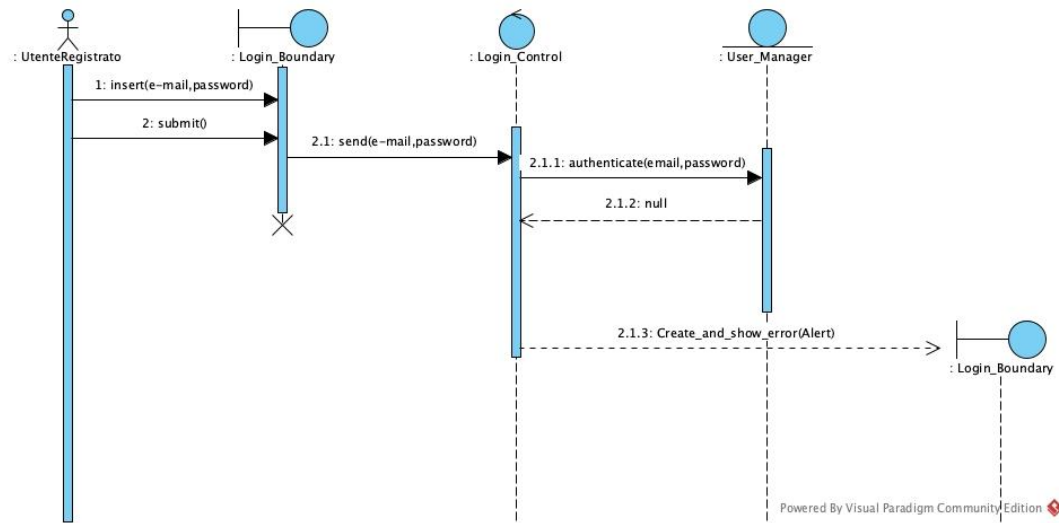 : UtenteRegistrato
: Login_Boundary
: Login_Control
: User_Manager
1: insert(e-mail,password)
2: submit()
2.1: send(e-mail,password)
2.1.1: authenticate(email,password)
2.1.2: null
2.1.3: Create_and_show_error(Alert)
: Login_Boundary
Powered By Visual Paradigm Community Edition